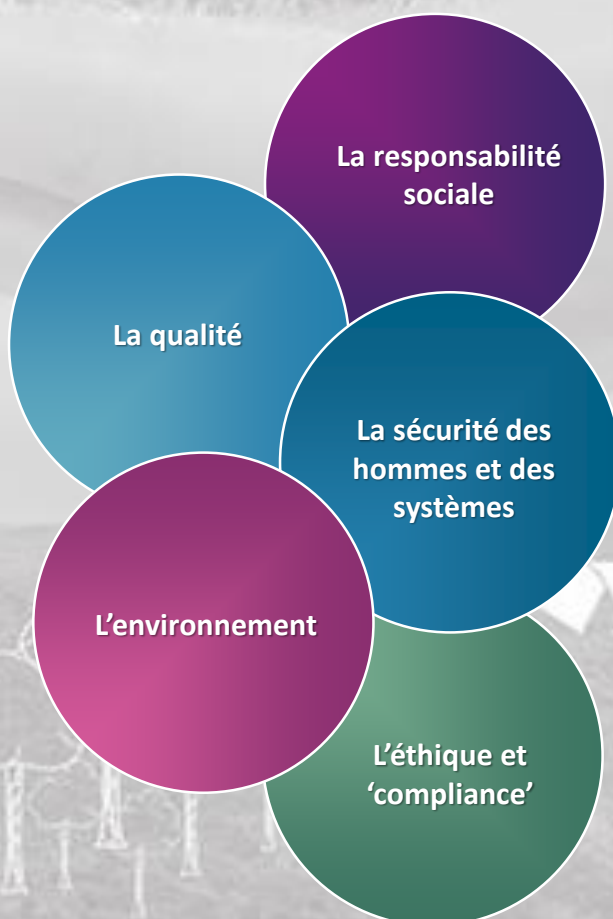 La responsabilité
sociale
La qualité
La sécurité des
hommes et des
systèmes
L’environnement
L’éthique et
‘compliance’